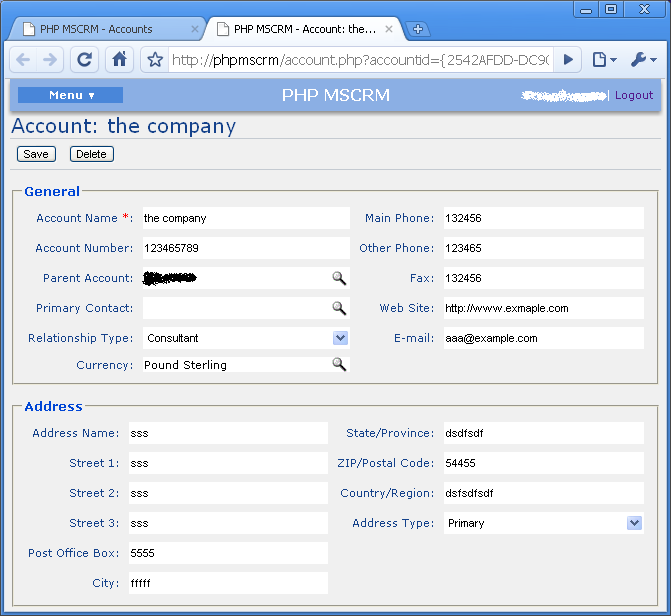 PHP MSCRM - Accounts
PHP MSCRM - Account: the...
http://phpmscrm/account.php?accountid={2542AFDD-DC90
Menu ▼
PHP MSCRM
| Logout
Account: the company
Save Delete
General
Account Name *: the company Main Phone: 132456
Account Number: 123465789 Other Phone: 123465
Parent Account: Fax: 132456
Primary Contact: Web Site: http://www.exmaple.com
Relationship Type: Consultant E-mail: aaa@example.com
Currency: Pound Sterling
Address
Address Name: sss State/Province: dsdfsdf
Street 1: sss ZIP/Postal Code: 54455
Street 2: sss Country/Region: dsfsdfsdf
Street 3: sss Address Type: Primary
Post Office Box: 5555
City: fffff